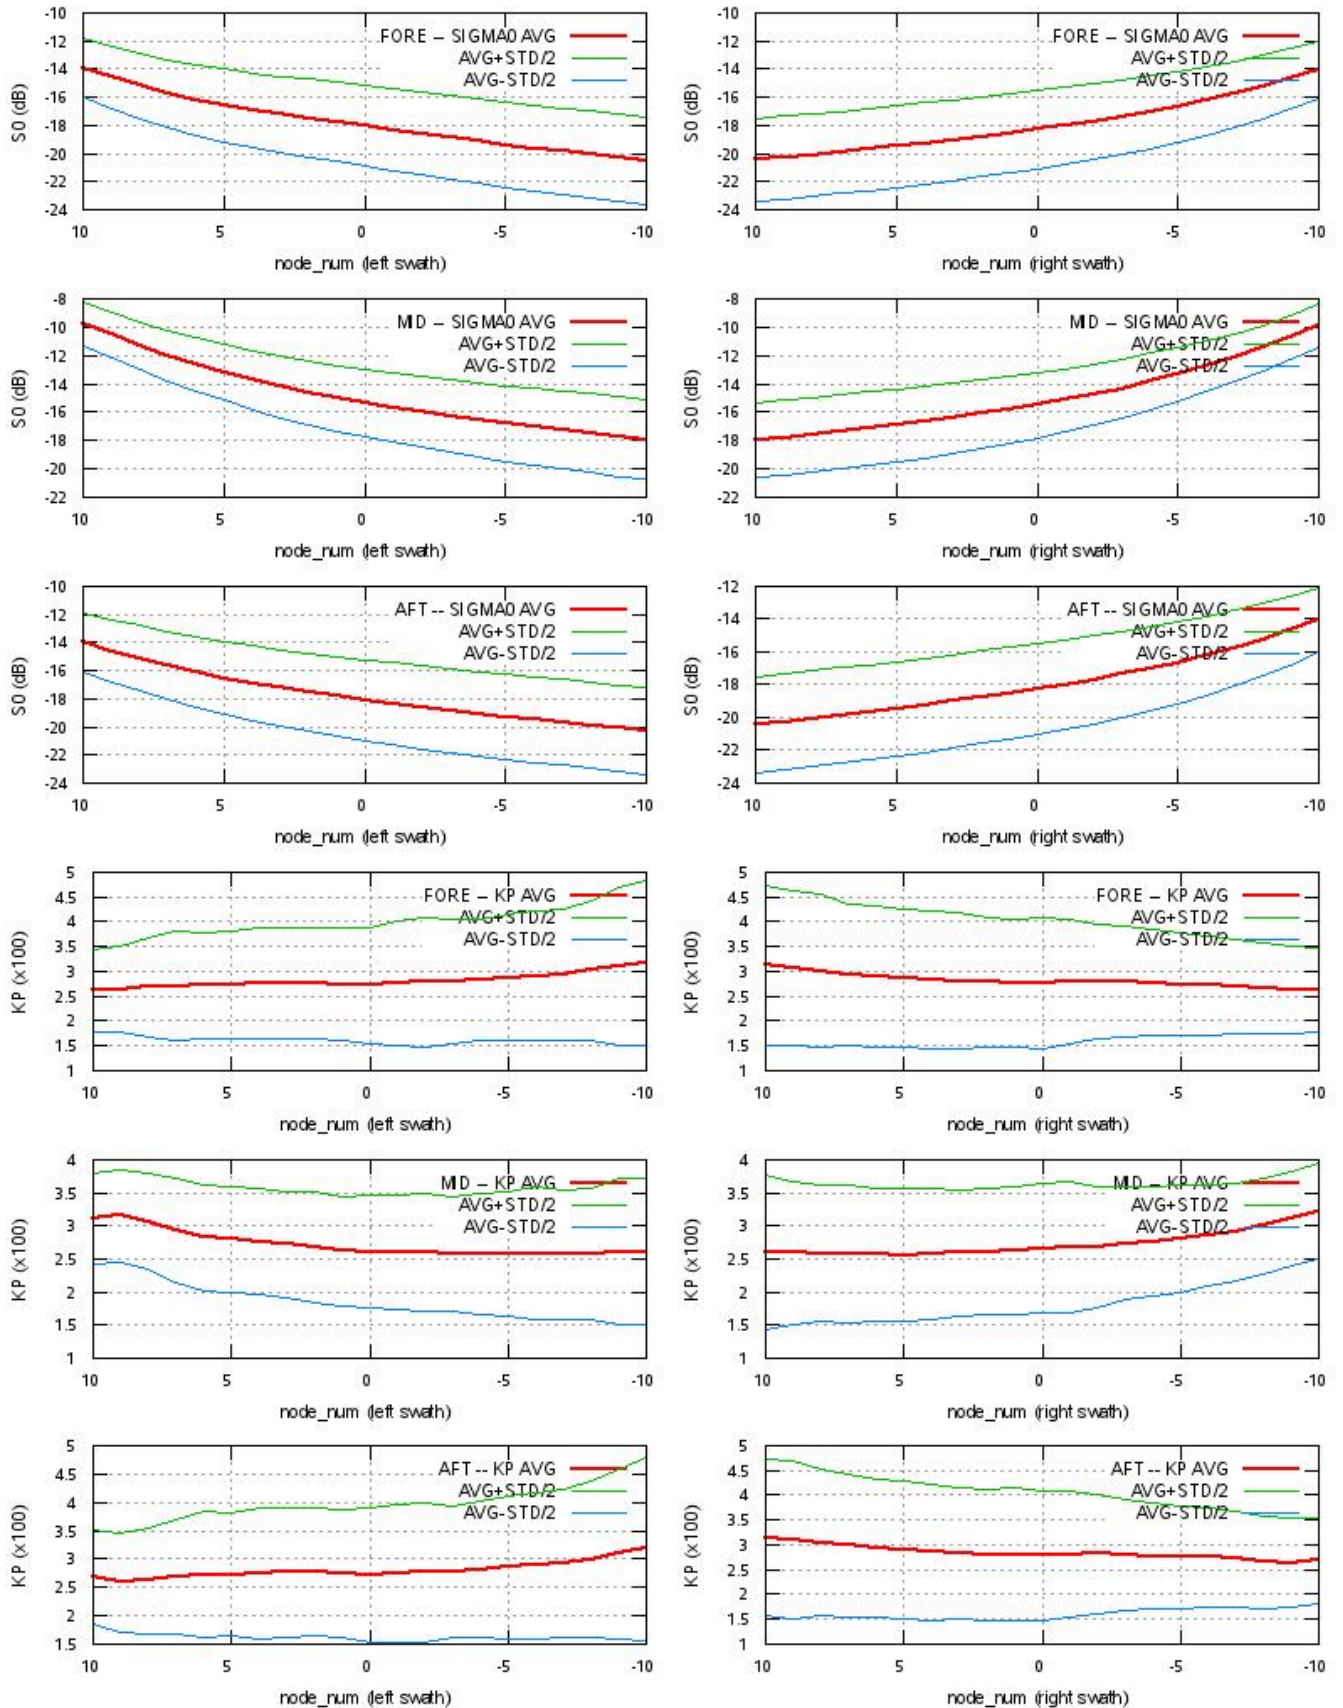 -10
-12
-14
-16
-18
-20
-22
-24
S0 (dB)
FORE -- SIGMA0 AVG
AVG+STD/2
AVG-STD/2
10 5 0 -5 -10
node_num (left swath)
-10
-12
-14
-16
-18
-20
-22
-24
S0 (dB)
FORE -- SIGMA0 AVG
AVG+STD/2
AVG-STD/2
10 5 0 -5 -10
node_num (right swath)
-8
-10
-12
-14
-16
-18
-20
-22
S0 (dB)
MID -- SIGMA0 AVG
AVG+STD/2
AVG-STD/2
10 5 0 -5 -10
node_num (left swath)
-8
-10
-12
-14
-16
-18
-20
-22
S0 (dB)
MID -- SIGMA0 AVG
AVG+STD/2
AVG-STD/2
10 5 0 -5 -10
node_num (right swath)
-10
-12
-14
-16
-18
-20
-22
-24
S0 (dB)
AFT -- SIGMA0 AVG
AVG+STD/2
AVG-STD/2
10 5 0 -5 -10
node_num (left swath)
-12
-14
-16
-18
-20
-22
-24
S0 (dB)
AFT -- SIGMA0 AVG
AVG+STD/2
AVG-STD/2
10 5 0 -5 -10
node_num (right swath)
5
4.5
4
3.5
3
2.5
2
1.5
1
KP (x100)
FORE -- KP AVG
AVG+STD/2
AVG-STD/2
10 5 0 -5 -10
node_num (left swath)
5
4.5
4
3.5
3
2.5
2
1.5
1
KP (x100)
FORE -- KP AVG
AVG+STD/2
AVG-STD/2
10 5 0 -5 -10
node_num (right swath)
4
3.5
3
2.5
2
1.5
1
KP (x100)
MID -- KP AVG
AVG+STD/2
AVG-STD/2
10 5 0 -5 -10
node_num (left swath)
4
3.5
3
2.5
2
1.5
1
KP (x100)
MID -- KP AVG
AVG+STD/2
AVG-STD/2
10 5 0 -5 -10
node_num (right swath)
5
4.5
4
3.5
3
2.5
2
1.5
KP (x100)
AFT -- KP AVG
AVG+STD/2
AVG-STD/2
10 5 0 -5 -10
node_num (left swath)
5
4.5
4
3.5
3
2.5
2
1.5
1
KP (x100)
AFT -- KP AVG
AVG+STD/2
AVG-STD/2
10 5 0 -5 -10
node_num (right swath)